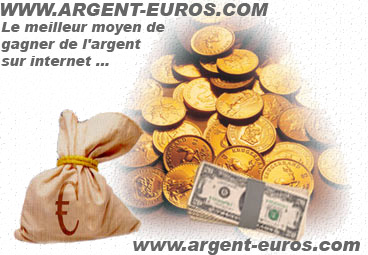 WWW.ARGENT-EUROS.COM
Le meilleur moyen de
gagner de l'argent
sur internet ...
€
www.argent-euros.com